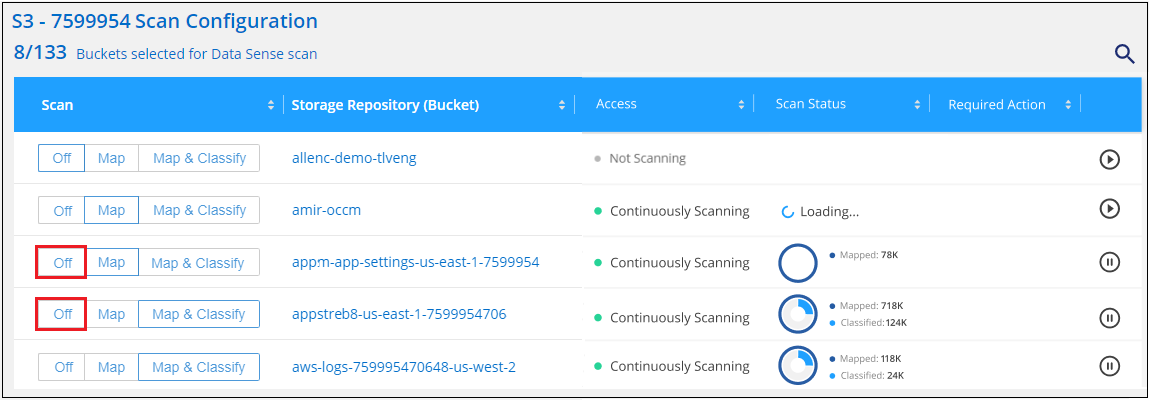 S3 - 7599954 Scan Configuration
8/133 Buckets selected for Data Sense scan
Scan Storage Repository (Bucket) Access Scan Status Required Action
Off Map Map & Classify allenc-demo-tlveng Not Scanning
Off Map Map & Classify amir-occm Continuously Scanning Loading...
Off Map Map & Classify appm-app-settings-us-east-1-7599954 Continuously Scanning Mapped: 78K
Off Map Map & Classify appstreb8-us-east-1-7599954706 Continuously Scanning Mapped: 718K
Classified:124K
Off Map Map & Classify aws-logs-759995470648-us-west-2 Continuously Scanning Mapped: 118K
Classified: 24K